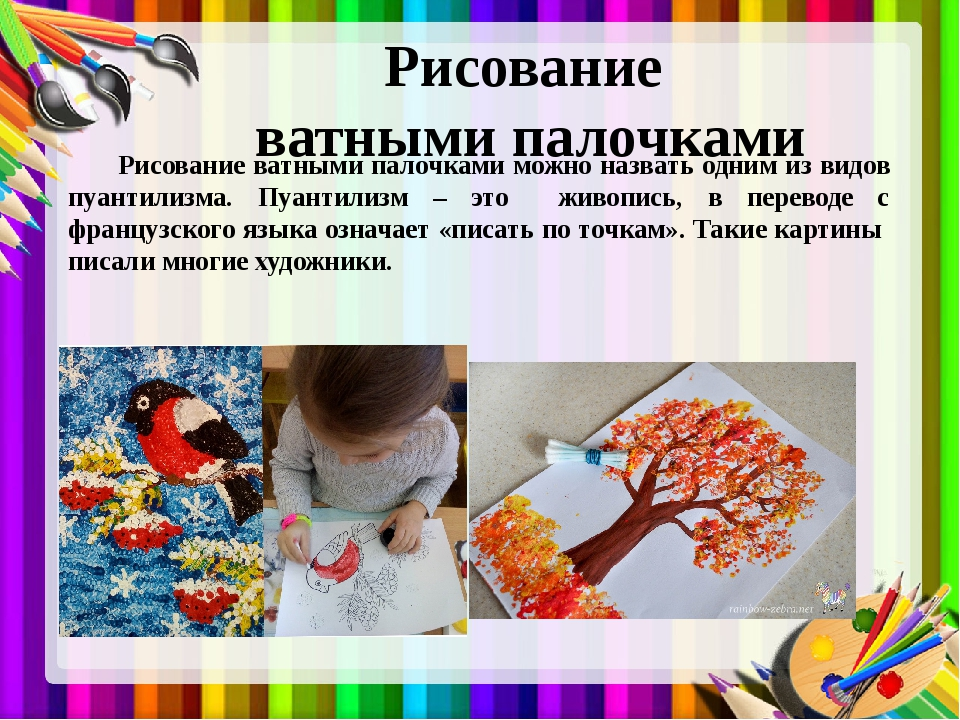 Рисование
ватными палочками
Рисование ватными палочками можно назвать одним из видов
пуантилизма. Пуантилизм – это живопись, в переводе с
французского языка означает «писать по точкам». Такие картины
писали многие художники.
rainbow-zebra.net